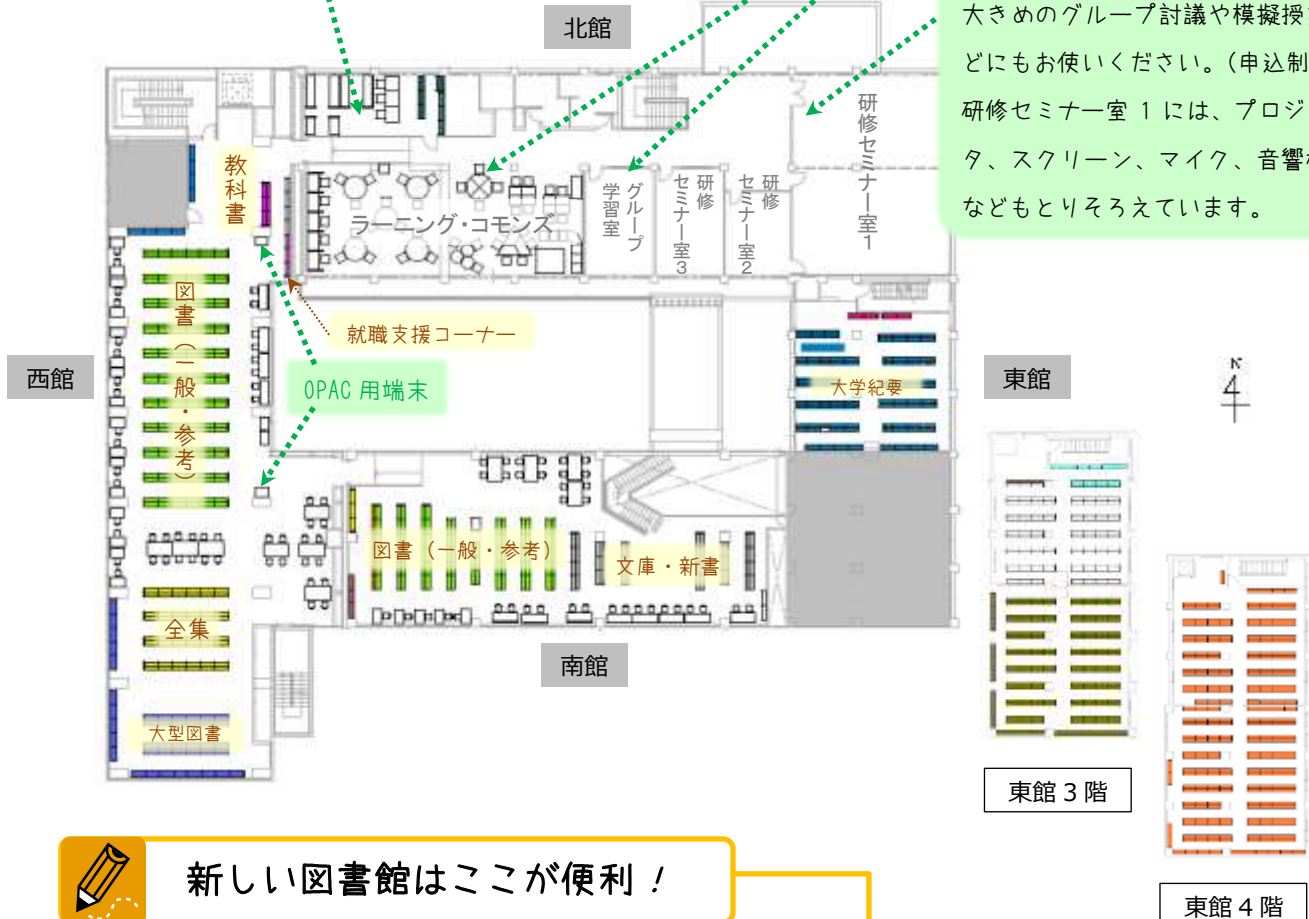 北館
大きめのグループ討議や模擬授
どにもお使いください。(申込制
研修セミナー室 1 には、プロジ
タ、スクリーン、マイク、音響
などもとりそろえています。
教科書
ラーニング・コモンズ
グループ
学習室
研修
セミナー室3
研修
セミナー室2
研修セミナー室1
図書(一般・参考)
就職支援コーナー
西館
OPAC 用端末
大学紀要
東館
図書(一般・参考)
文庫・新書
全集
南館
大型図書
東館 3 階
新しい図書館はここが便利!
東館 4 階